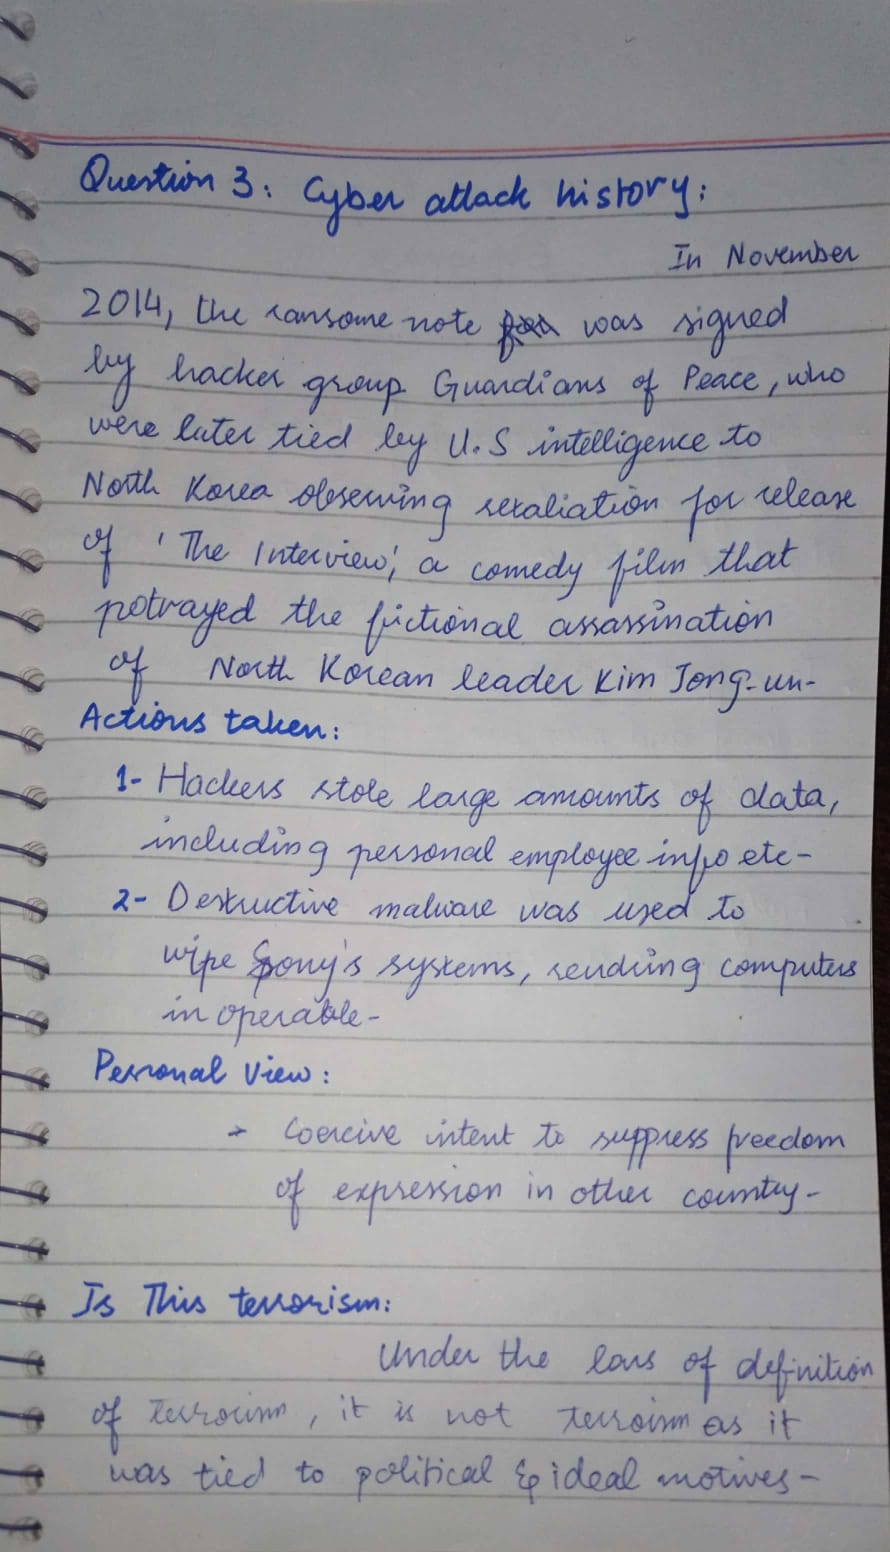 Question 3: Cyber attack history:
In November
2014, the ransome note was signed
by hacker group Guardians of Peace, who
were later tied by U.S intelligence to
North Korea observing retaliation for release
of 'The Interview', a comedy film that
potrayed the fictional assassination
of North Korean leader Kim Jong-un-
Actions taken:
1- Hackers stole large amounts of data,
including personal employee info etc-
2- Destructive malware was used to
wipe Sony's systems, rendring computers
in operable-
Personal View:
→ Coercive intent to suppress freedom
of expression in other country-
Is This terrorism:
Under the of definition
of terroism, it is not terroism as it
was tied to political & ideal motives-